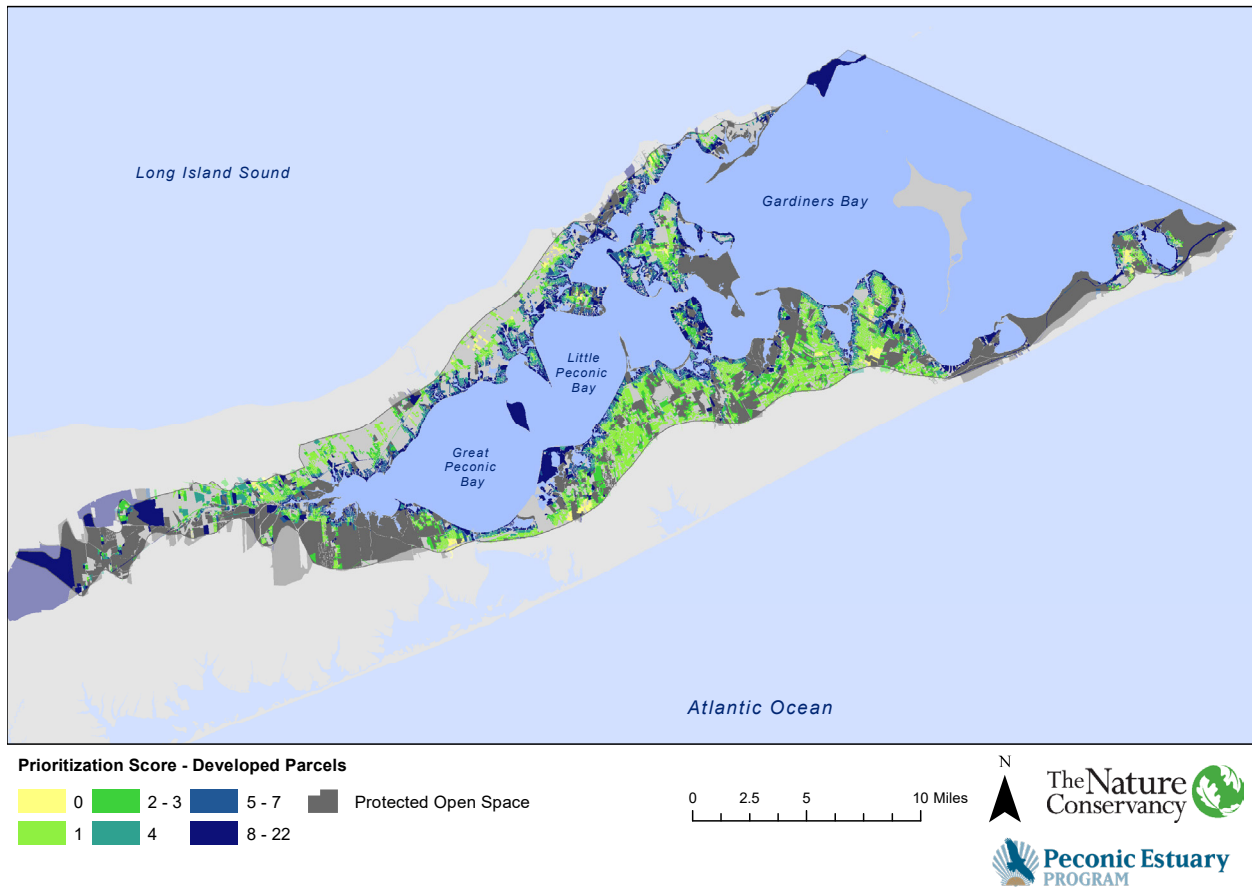 Long Island Sound
Gardiners Bay
Little
Peconic
Bay
Great
Peconic
Bay
Atlantic Ocean
Prioritization Score - Developed Parcels
0
2 - 3
5 - 7
Protected Open Space
1
4
8 - 22
0 2.5 5 10 Miles
N
The Nature
Conservancy
Peconic Estuary
PROGRAM